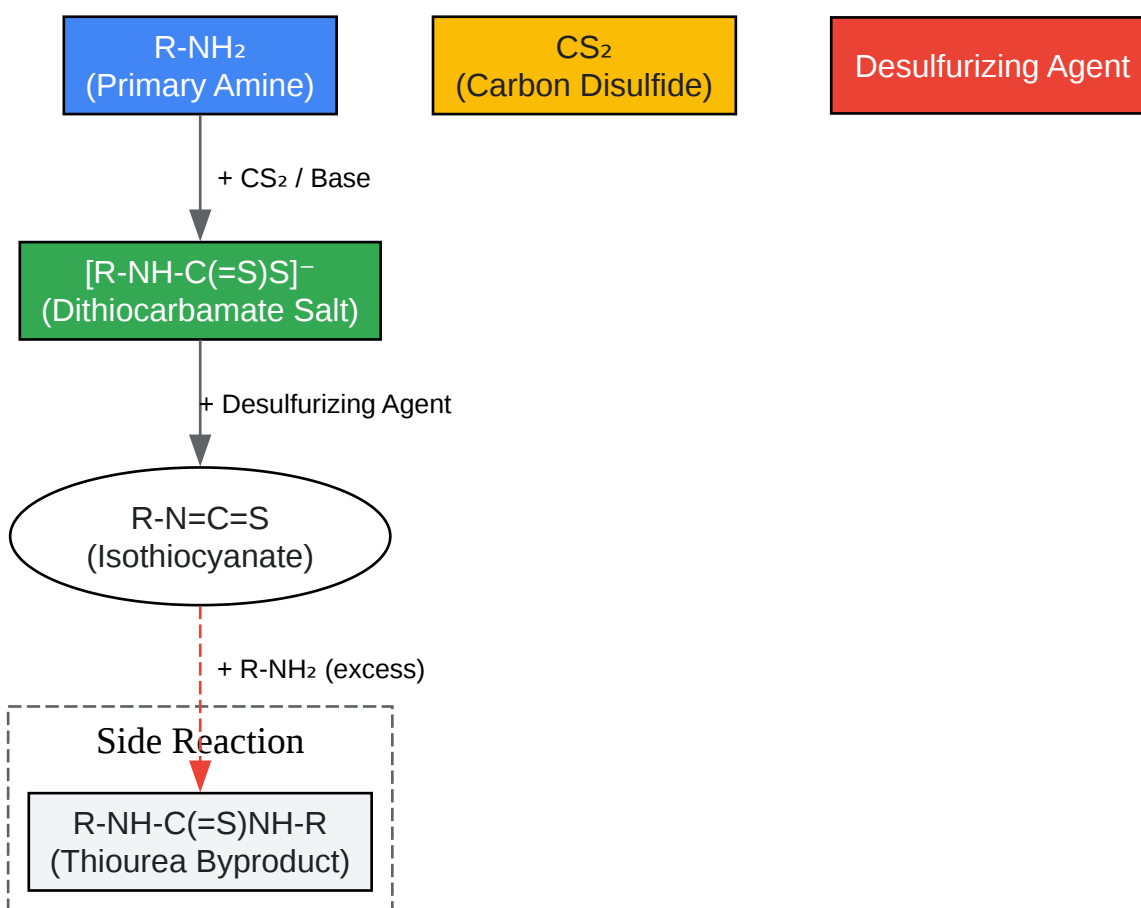 R-NH₂
(Primary Amine)
CS₂
(Carbon Disulfide)
Desulfurizing Agent
+ CS₂ / Base
[R-NH-C(=S)S]⁻
(Dithiocarbamate Salt)
+ Desulfurizing Agent
R-N=C=S
(Isothiocyanate)
+ R-NH₂ (excess)
Side Reaction
R-NH-C(=S)NH-R
(Thiourea Byproduct)